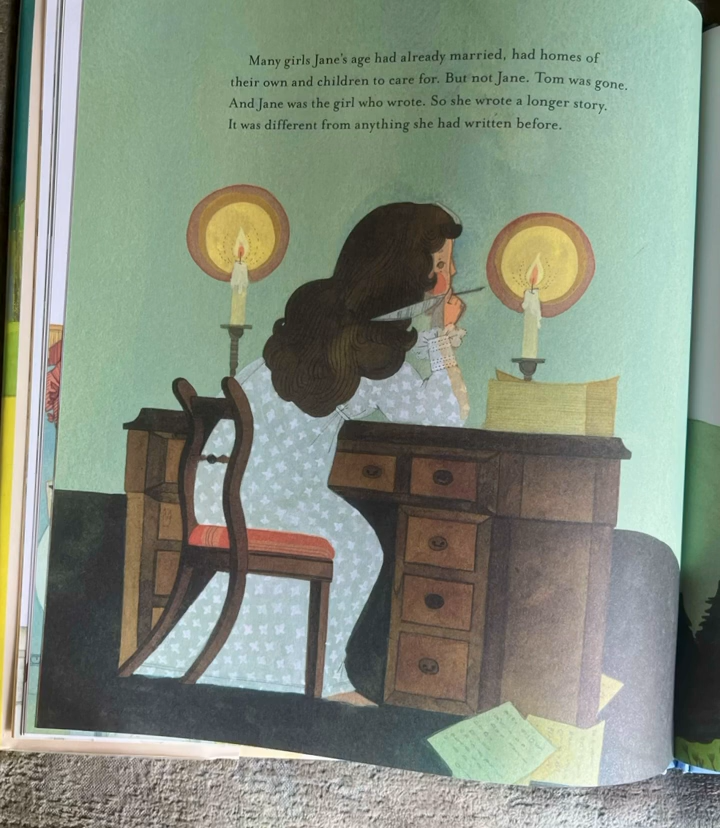 Many girls Jane's age had already married, had homes of
their own and children to care for. But not Jane. Tom was gone.
And Jane was the girl who wrote. So she wrote a longer story.
It was different from anything she had written before.